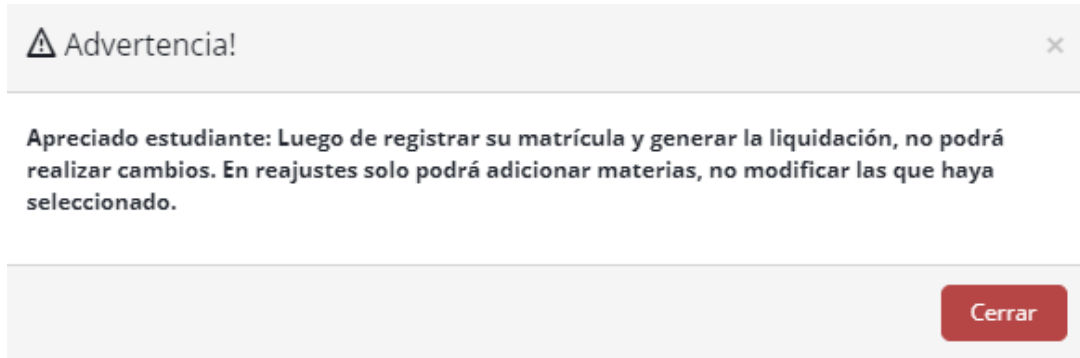 Advertencia!
×
Apreciado estudiante: Luego de registrar su matrícula y generar la liquidación, no podrá
realizar cambios. En reajustes solo podrá adicionar materias, no modificar las que haya
seleccionado.
Cerrar